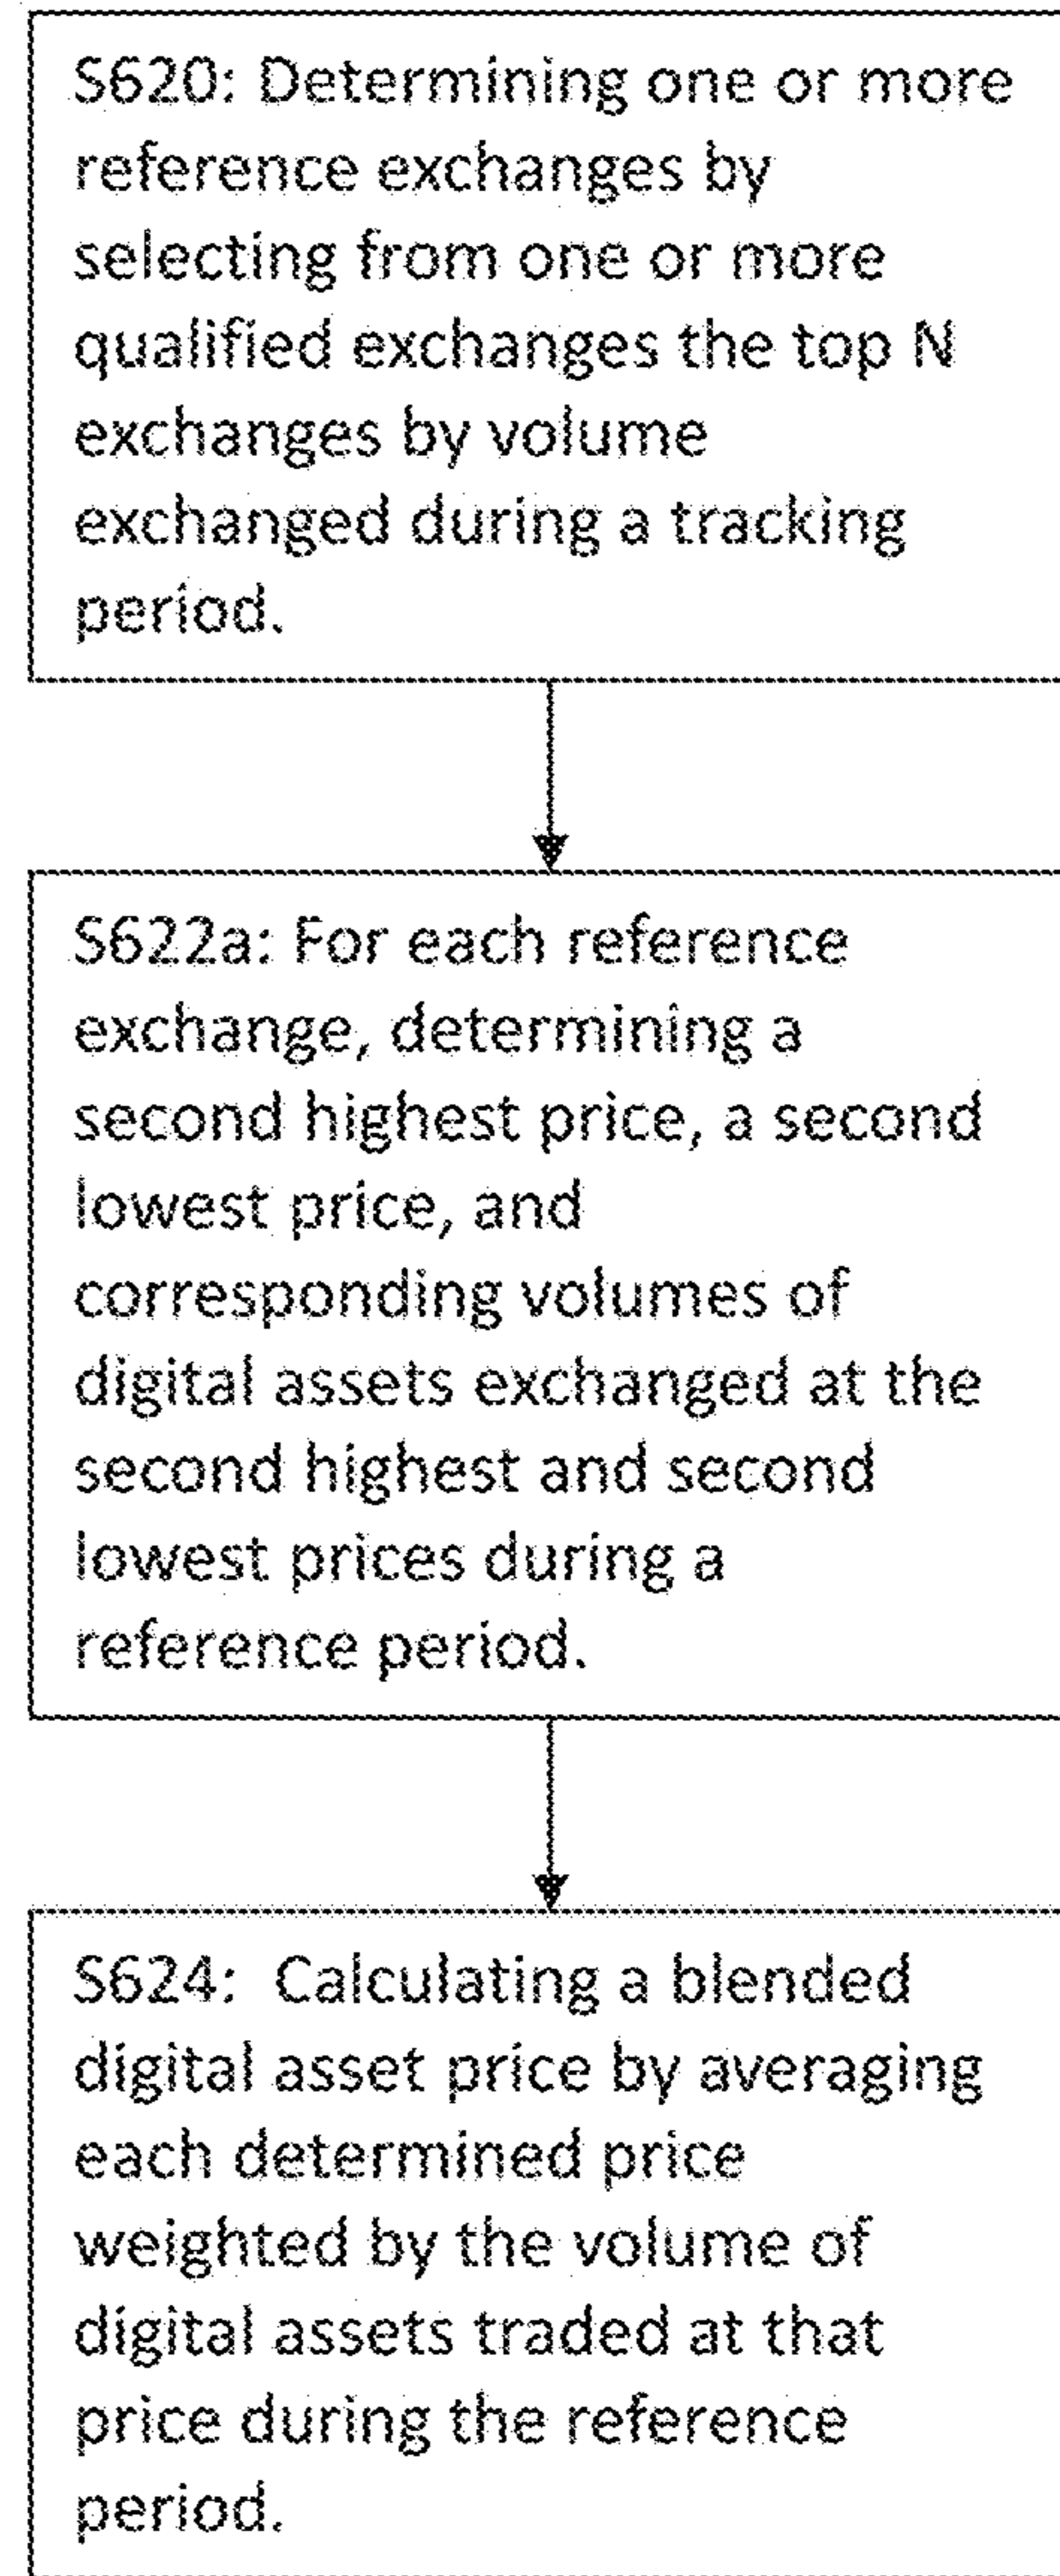 S620: Determining one or more
reference exchanges by
selecting from one or more
qualified exchanges the top N
exchanges by volume
exchanged during a tracking
period.
S622a: For each reference
exchange, determining a
second highest price, a second
lowest price, and
corresponding volumes of
digital assets exchanged at the
second highest and second
lowest prices during a
reference period.
S624:  Calculating a blended
digital asset price by averaging
each determined price
weighted by the volume of
digital assets traded at that
price during the reference
period.